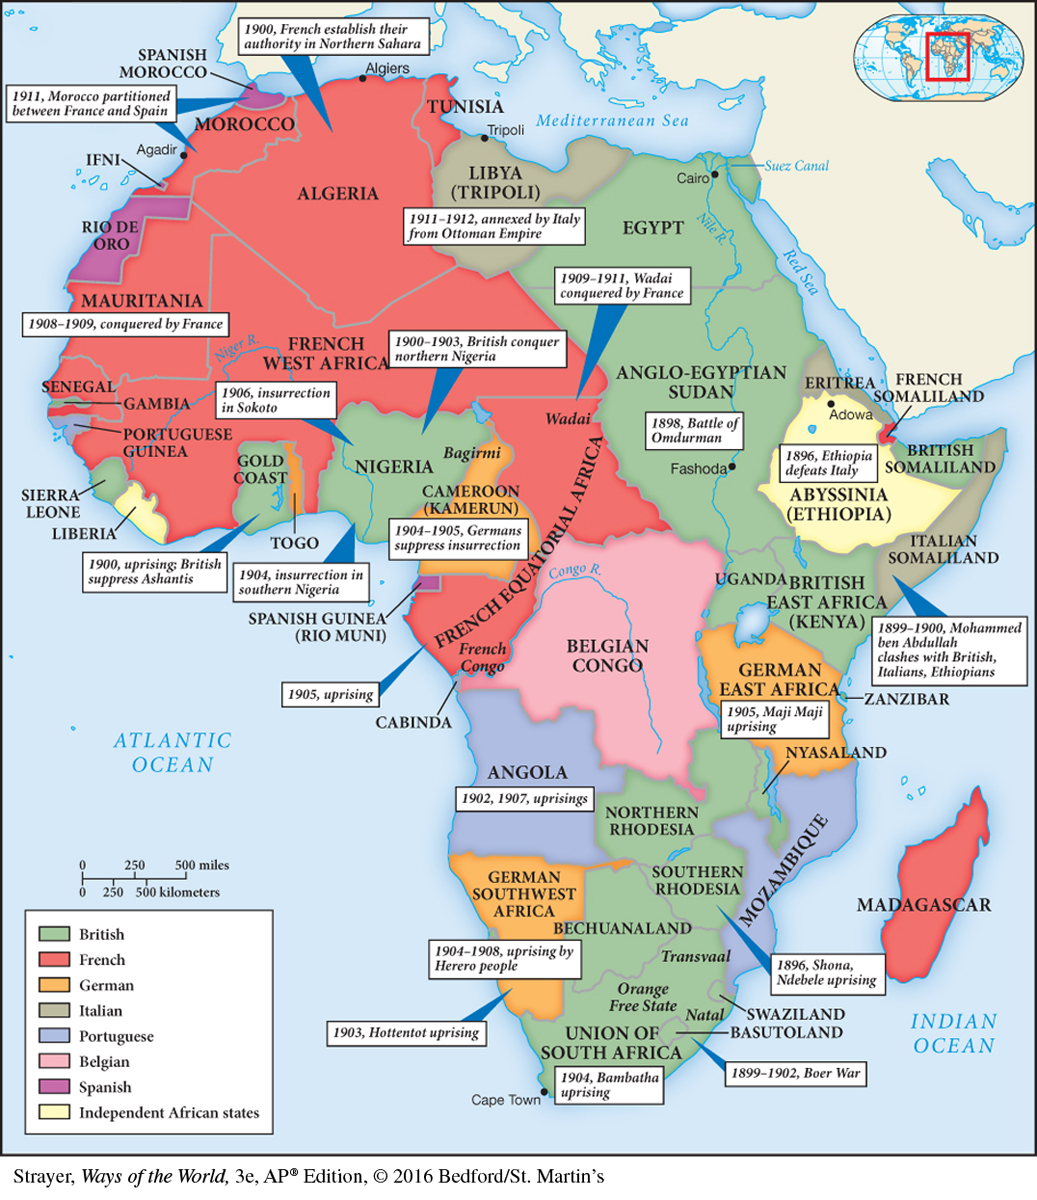 1900, French establish their
authority in Northern Sahara
SPANISH
MOROCCO
Algiers
1911, Morocco partitioned
between France and Spain
TUNISIA
Mediterranean Sea
MOROCCO
Tripoli
Agadir
IFNI
Suez Canal
Cairo
LIBYA
(TRIPOLI)
ALGERIA
1911–1912, annexed by Italy
from Ottoman Empire
EGYPT
Nile R.
RIO DE
ORO
Red Sea
1909–1911, Wadai
conquered by France
MAURITANIA
1908–1909, conquered by France
Niger R.
FRENCH
WEST AFRICA
1900–1903, British conquer
northern Nigeria
ANGLO-EGYPTIAN
SUDAN
ERITREA
FRENCH
SOMALILAND
SENEGAL
GAMBIA
1906, insurrection
in Sokoto
Wadai
Adowa
1898, Battle of
Omdurman
PORTUGUESE
GUINEA
GOLD
COAST
NIGERIA
Bagirmi
Fashoda
1896, Ethiopia
defeats Italy
BRITISH
SOMALILAND
SIERRA
LEONE
LIBERIA
CAMEROON
(KAMERUN)
ABYSSINIA
(ETHIOPIA)
1904–1905, Germans
suppress insurrection
TOGO
ITALIAN
SOMALILAND
1900, uprising; British
suppress Ashantis
1904, insurrection in
southern Nigeria
FRENCH EQUATORIAL AFRICA
Congo R.
UGANDA
BRITISH
EAST AFRICA
(KENYA)
SPANISH GUINEA
(RIO MUNI)
1899–1900, Mohammed
ben Abdullah
clashes with British,
Italians, Ethiopians
French
Congo
BELGIAN
CONGO
GERMAN
EAST AFRICA
1905, uprising
ZANZIBAR
CABINDA
1905, Maji Maji
uprising
ATLANTIC
OCEAN
NYASALAND
ANGOLA
1902, 1907, uprisings
NORTHERN
RHODESIA
MOZAMBIQUE
0 250 500 miles
0 250 500 kilometers
GERMAN
SOUTHWEST
AFRICA
SOUTHERN
RHODESIA
MADAGASCAR
BECHUANALAND
1904–1908, uprising by
Herero people
Transvaal
1896, Shona,
Ndebele uprising
Orange
Free State
Natal
SWAZILAND
BASUTOLAND
1903, Hottentot uprising
UNION OF
SOUTH AFRICA
INDIAN
OCEAN
1904, Bambatha
uprising
1899–1902, Boer War
Cape Town
British
French
German
Italian
Portuguese
Belgian
Spanish
Independent African states
Strayer, Ways of the World, 3e, AP® Edition, © 2016 Bedford/St. Martin’s